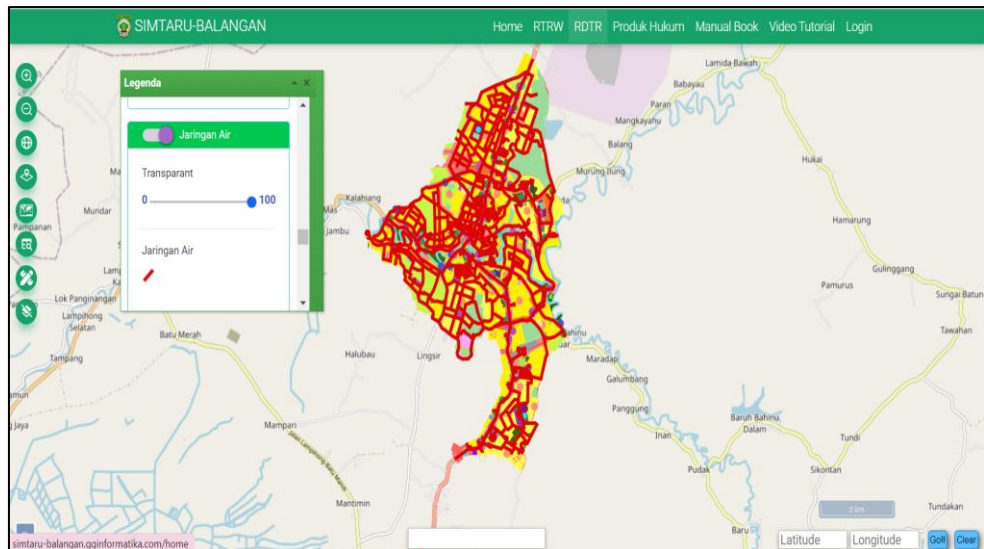 SIMTARU-BALANGAN
Home RTRW RDTR Produk Hukum Manual Book Video Tutorial Login
Legenda
Jaringan Air
Transparant
0 100
Jaringan Air
Lamida Bawah
Babayau
Paran
Mangkayahu
Balang
Hukai
Murung Ilung
Kalahiang
Mas
Jambu
Mundar
Pampanan
Hamarung
Gulinggang
Pamurus
Sungai Batun
Lok Panginangan
Lampihong
Selatan
Batu Merah
Tawahan
Tampang
Halubau
Lingsir
Maradap
Galumbang
Panggung
Baruh Bahinu
Dalam
Inan
Mampari
Tundi
Pudak
Sikontan
Mantimin
Tundakan
Baru
Latitude Longitude Go!! Clear
simtaru-balangan.gginformatika.com/home